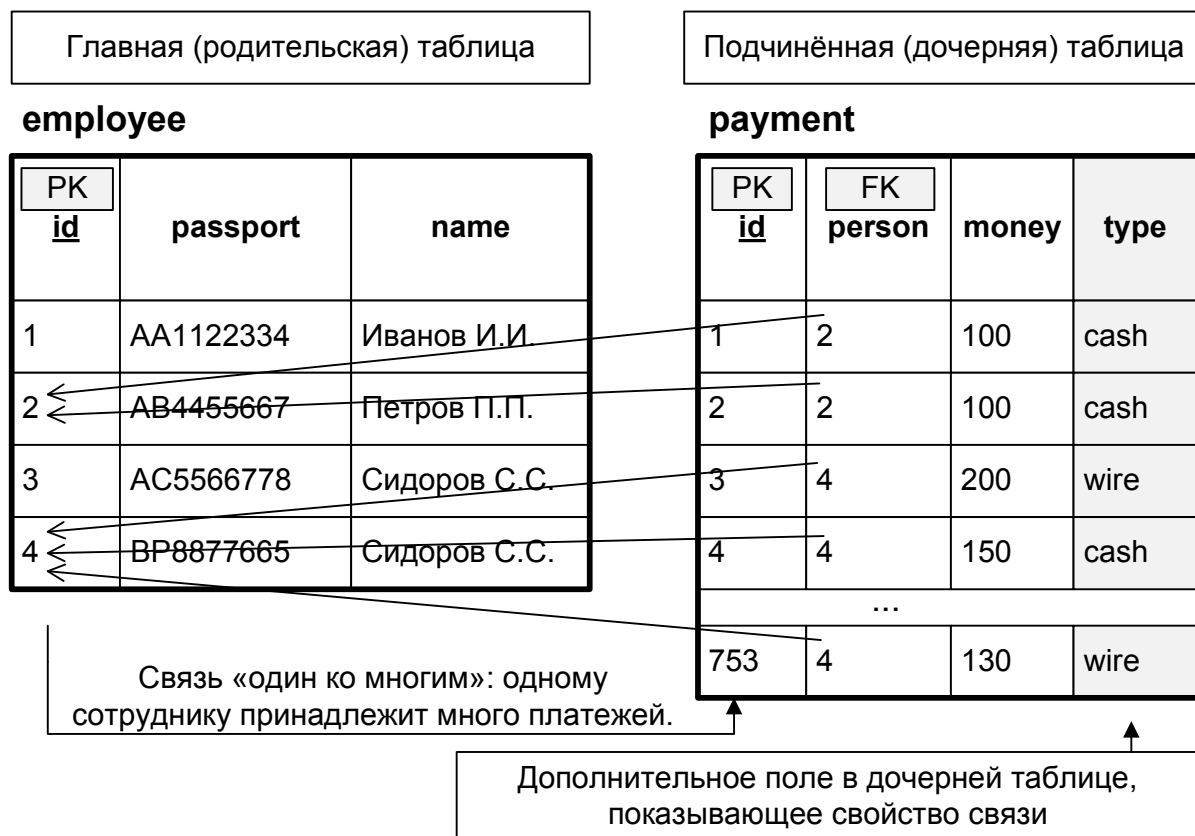 Главная (родительская) таблица
Подчинённая (дочерняя) таблица
employee
PK
id passport name
1 AA1122334 Иванов И.И.
2 AB4455667 Петров П.П.
3 AC5566778 Сидоров С.С.
4 BP8877665 Сидоров С.С.
payment
PK FK
id person money type
1 2 100 cash
2 2 100 cash
3 4 200 wire
4 4 150 cash
...
753 4 130 wire
Связь «один ко многим»: одному
сотруднику принадлежит много платежей.
Дополнительное поле в дочерней таблице,
показывающее свойство связи